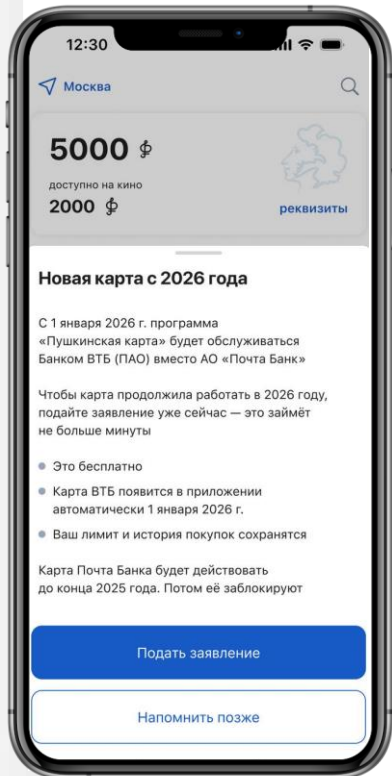 12:30
Москва
5000
доступно на кино
2000
реквизиты
Новая карта с 2026 года
С 1 января 2026 г. программа
«Пушкинская карта» будет обслуживаться
Банком ВТБ (ПАО) вместо АО «Почта Банк»
Чтобы карта продолжила работать в 2026 году,
подайте заявление уже сейчас — это займёт
не больше минуты
Это бесплатно
Карта ВТБ появится в приложении
автоматически 1 января 2026 г.
Ваш лимит и история покупок сохранятся
Карта Почта Банка будет действовать
до конца 2025 года. Потом её заблокируют
Подать заявление
Напомнить позже